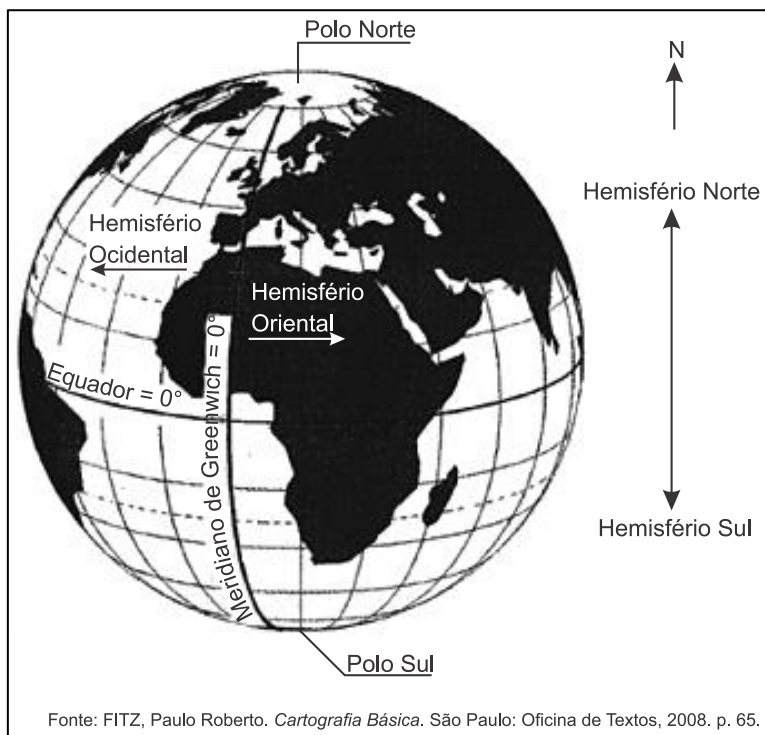 Polo Norte
N
Hemisfério Norte
Hemisfério
Ocidental
Hemisfério
Oriental
Equador = 0°
Meridiano de Greenwich = 0°
Hemisfério Sul
Polo Sul
Fonte: FITZ, Paulo Roberto. Cartografia Básica. São Paulo: Oficina de Textos, 2008. p. 65.